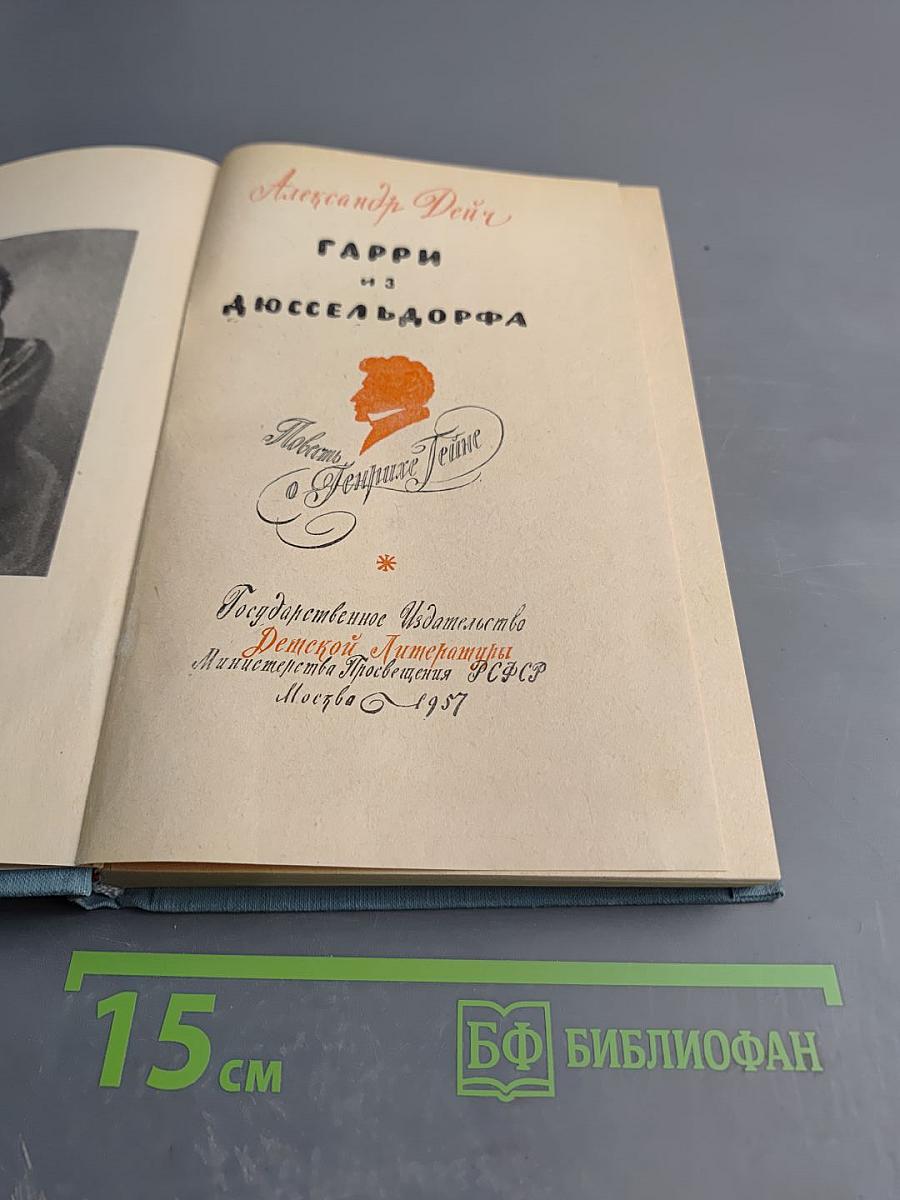 Александр Дейч
ГАРРИ
ИЗ
ДЮССЕЛЬДОРФА
Повесть
о Генрихе Гейне
Государственное Издательство
Детской Литературы
Министерства Просвещения РСФСР
Москва 1957
15 см
БФ БИБЛИОФАН